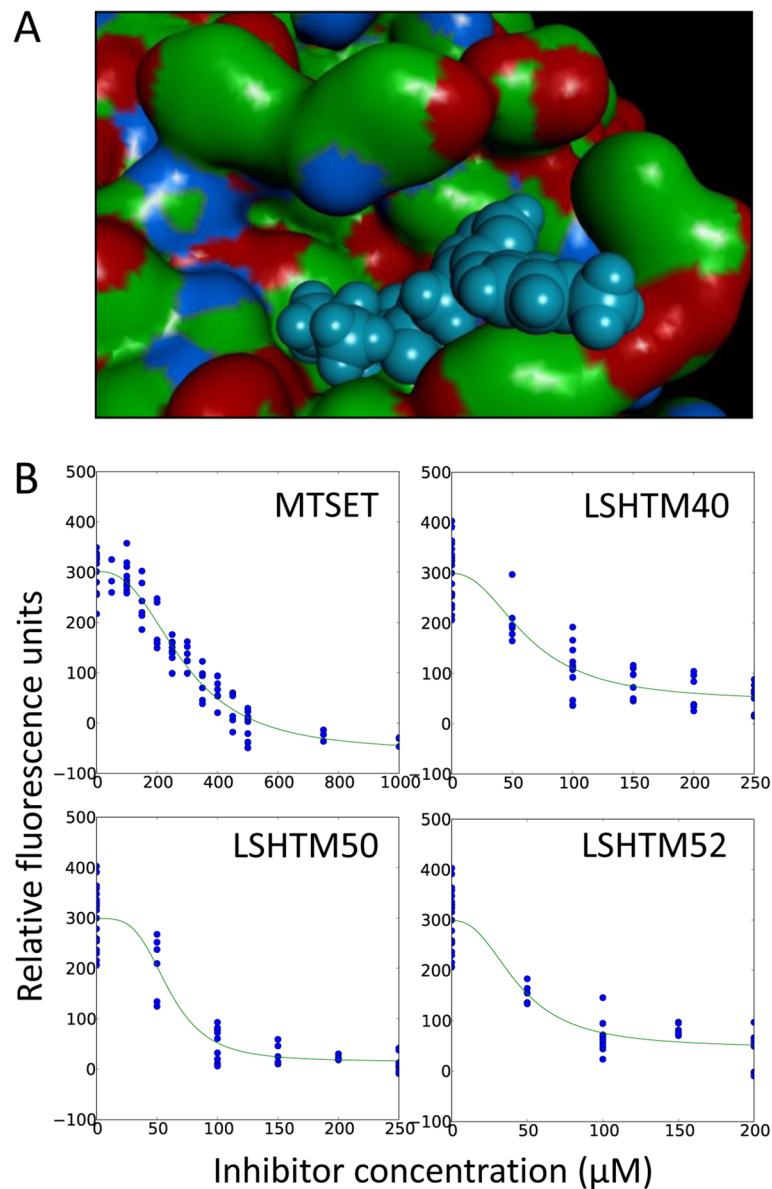 A
B
Relative fluorescence units
MTSET
500
400
300
200
100
0
−100
0 200 400 600 800 1000
LSHTM40
500
400
300
200
100
0
−100
0 50 100 150 200 250
LSHTM50
500
400
300
200
100
0
−100
0 50 100 150 200 250
LSHTM52
500
400
300
200
100
0
−100
0 50 100 150 200
Inhibitor concentration (μM)